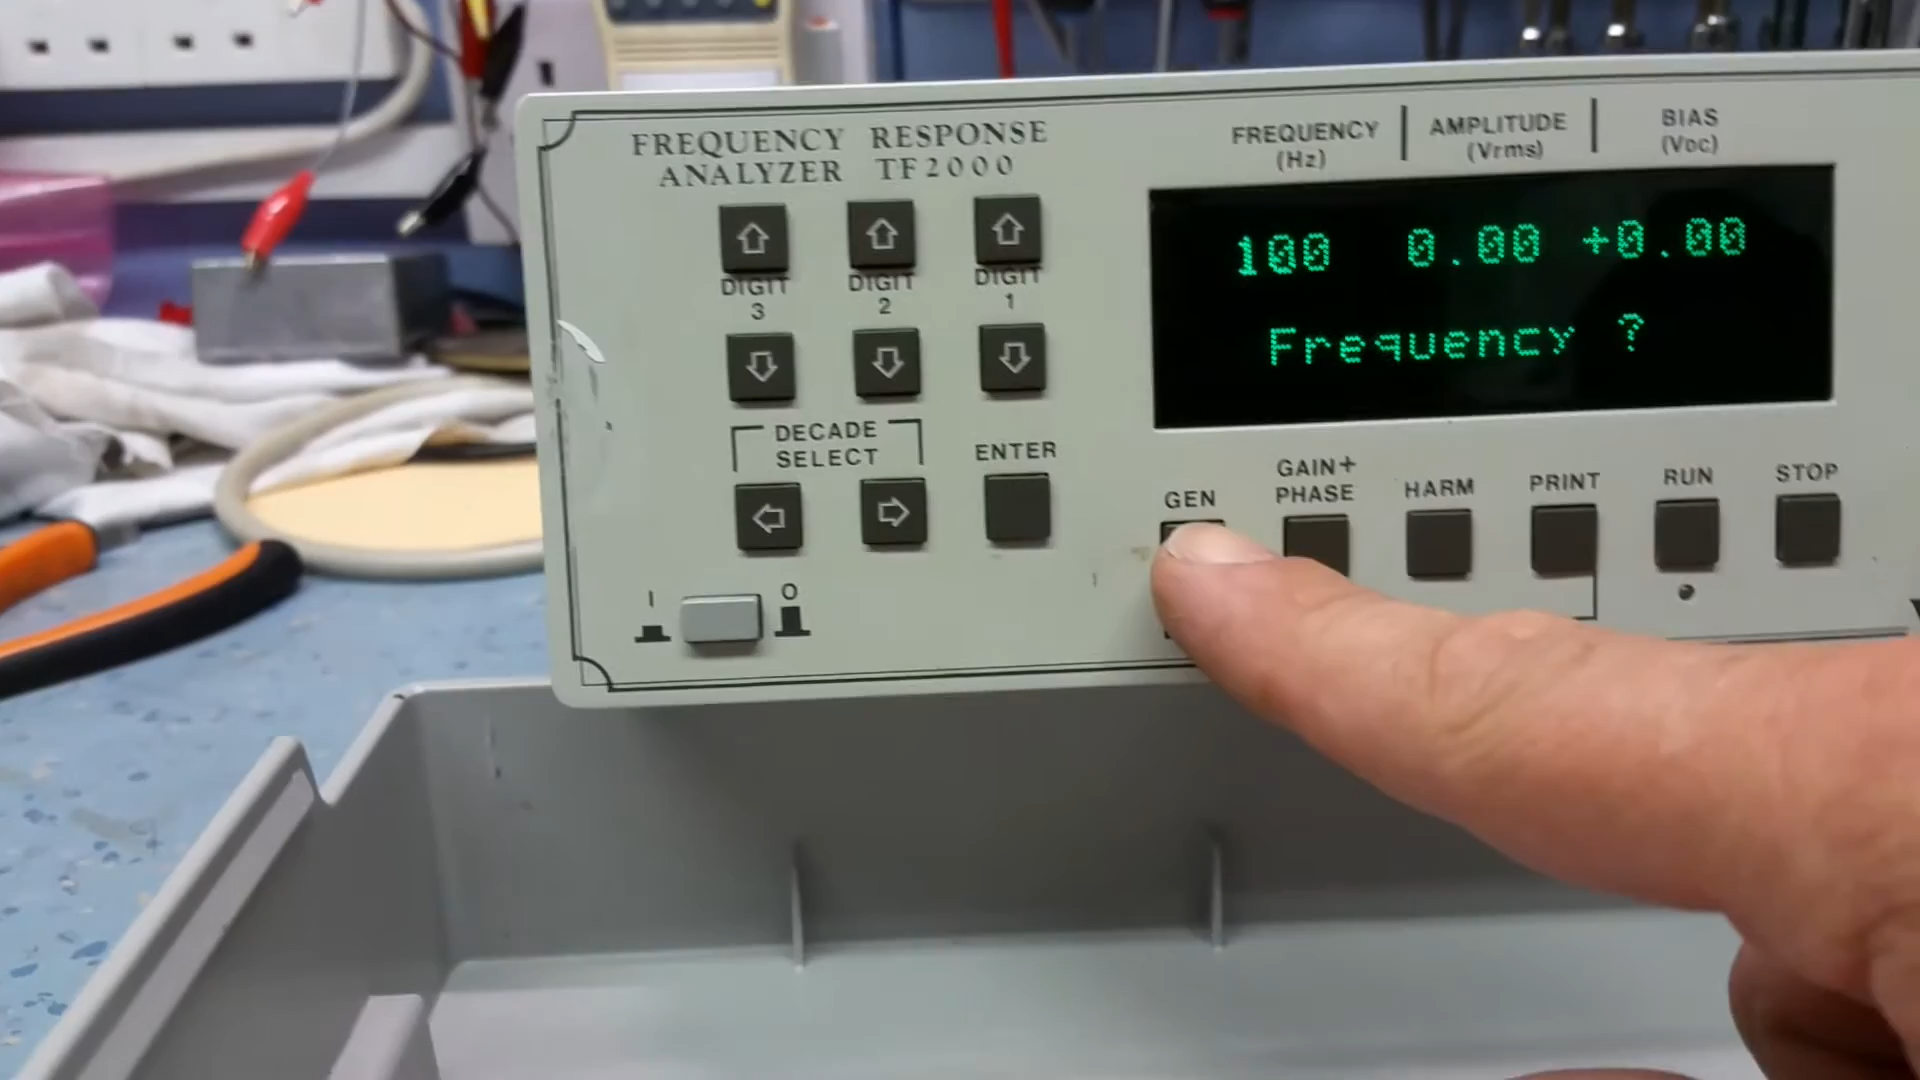 FREQUENCY RESPONSE
ANALYZER TF2000
FREQUENCY
(Hz)
AMPLITUDE
(Vrms)
BIAS
(VDC)
100 0.00 +0.00
Frequency ?
DIGIT
3
DIGIT
2
DIGIT
1
DECADE
SELECT
ENTER
GEN
GAIN+
PHASE
HARM
PRINT
RUN
STOP
I
O